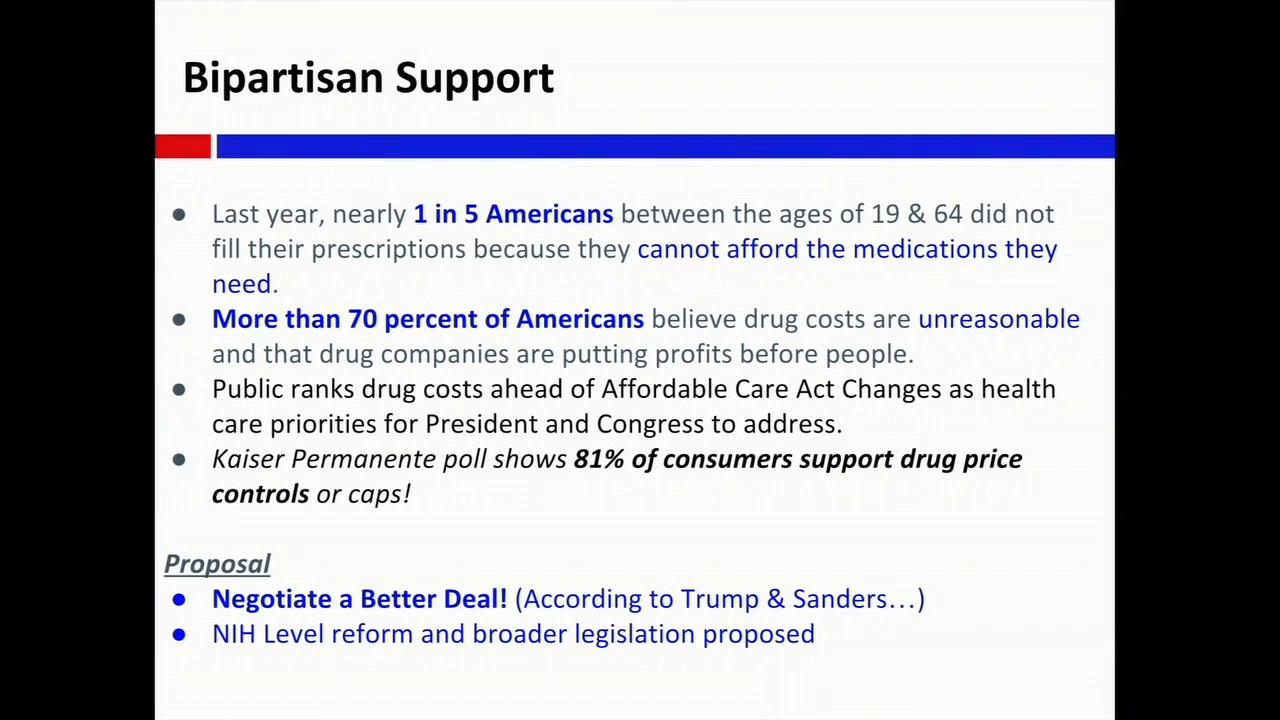 Bipartisan Support
● Last year, nearly 1 in 5 Americans between the ages of 19 & 64 did not
fill their prescriptions because they cannot afford the medications they
need.
● More than 70 percent of Americans believe drug costs are unreasonable
and that drug companies are putting profits before people.
● Public ranks drug costs ahead of Affordable Care Act Changes as health
care priorities for President and Congress to address.
● Kaiser Permanente poll shows 81% of consumers support drug price
controls or caps!
Proposal
● Negotiate a Better Deal! (According to Trump & Sanders…)
● NIH Level reform and broader legislation proposed